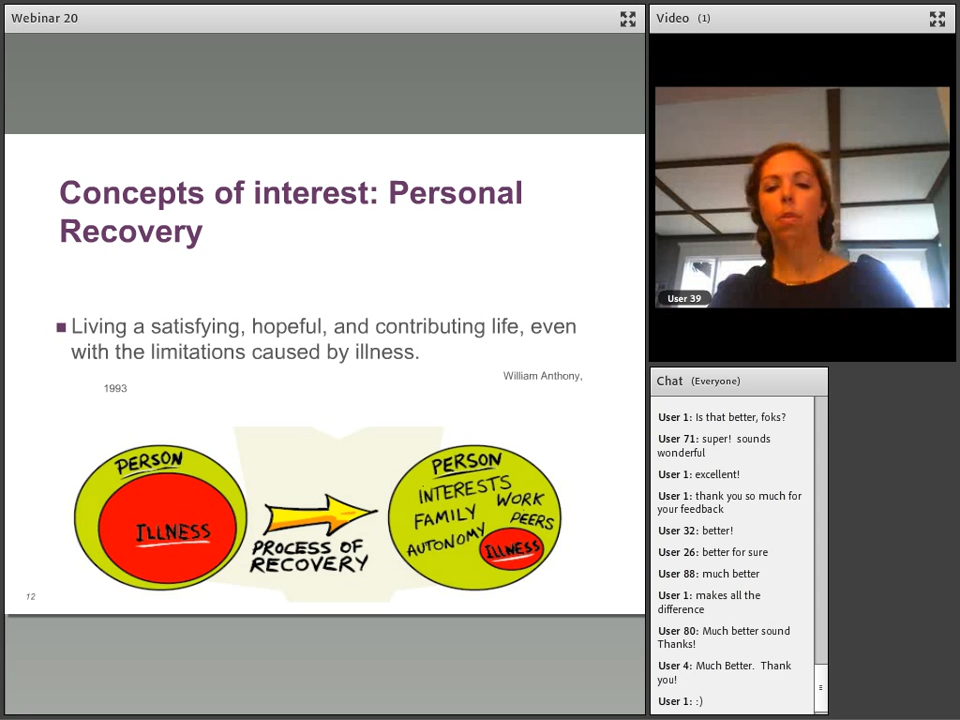 Webinar 20
Concepts of interest: Personal
Recovery
Living a satisfying, hopeful, and contributing life, even
with the limitations caused by illness.
William Anthony,
1993
PERSON
ILLNESS
PROCESS OF
RECOVERY
PERSON
INTERESTS
WORK
FAMILY
PEERS
AUTONOMY
ILLNESS
12
Video (1)
User 39
Chat (Everyone)
User 1: Is that better, foks?
User 71: super! sounds
wonderful
User 1: excellent!
User 1: thank you so much for
your feedback
User 32: better!
User 26: better for sure
User 88: much better
User 1: makes all the
difference
User 80: Much better sound
Thanks!
User 4: Much Better. Thank
you!
User 1: :)